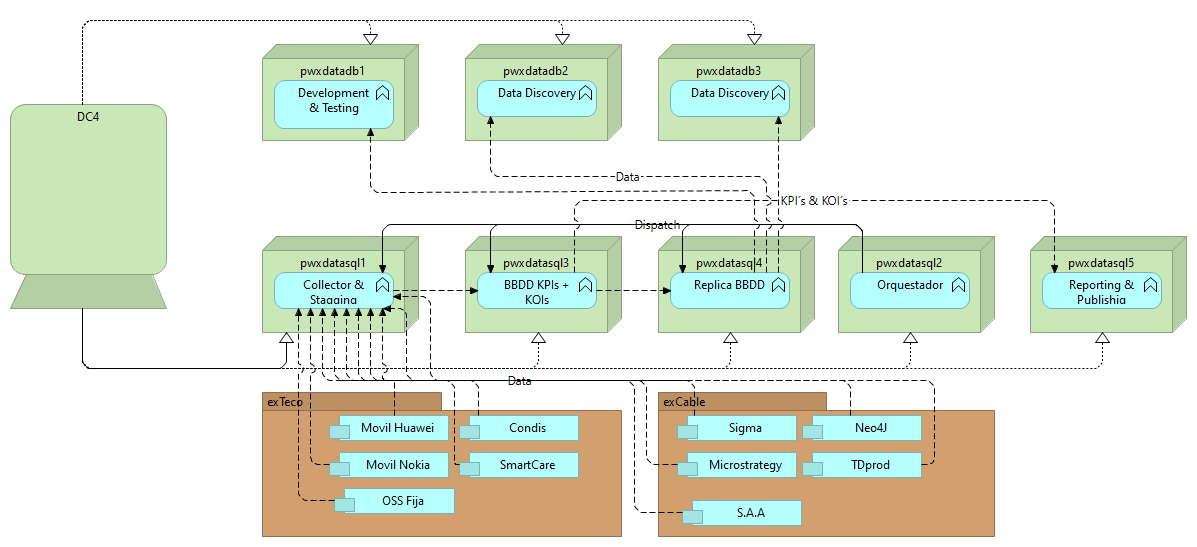 DC4
pwxdatadb1
Development
& Testing
pwxdatadb2
Data Discovery
pwxdatadb3
Data Discovery
Data
KPI´s & KOI´s
Dispatch
pwxdatasql1
Collector &
Stagging
pwxdatasql3
BBDD KPIs +
KOIs
pwxdatasql4
Replica BBDD
pwxdatasql2
Orquestador
pwxdatasql5
Reporting &
Publishig
Data
exTeco
Movil Huawei
Condis
Movil Nokia
SmartCare
OSS Fija
exCable
Sigma
Neo4J
Microstrategy
TDprod
S.A.A